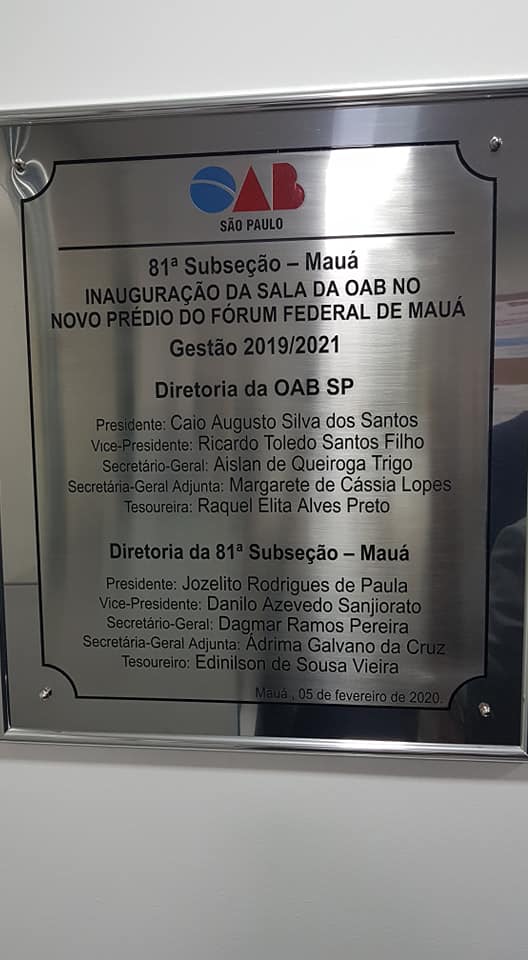 OAB
SÃO PAULO
81ª Subseção – Mauá
INAUGURAÇÃO DA SALA DA OAB NO
NOVO PRÉDIO DO FÓRUM FEDERAL DE MAUÁ
Gestão 2019/2021
Diretoria da OAB SP
Presidente: Caio Augusto Silva dos Santos
Vice-Presidente: Ricardo Toledo Santos Filho
Secretário-Geral: Aislan de Queiroga Trigo
Secretária-Geral Adjunta: Margarete de Cássia Lopes
Tesoureira: Raquel Elita Alves Preto
Diretoria da 81ª Subseção – Mauá
Presidente: Jozelito Rodrigues de Paula
Vice-Presidente: Danilo Azevedo Sanjiorato
Secretário-Geral: Dagmar Ramos Pereira
Secretária-Geral Adjunta: Ádrima Galvano da Cruz
Tesoureiro: Edinilson de Sousa Vieira
Mauá , 05 de fevereiro de 2020.